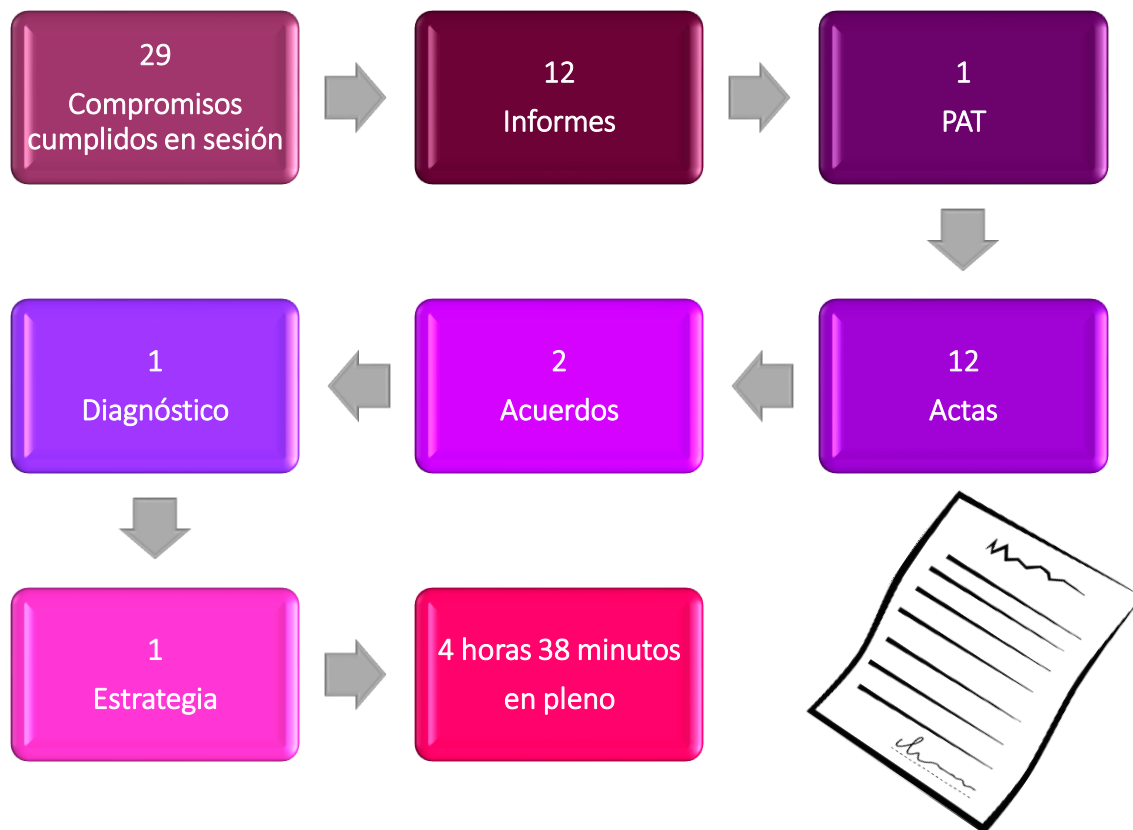 29
Compromisos
cumplidos en sesión
12
Informes
1
PAT
12
Actas
2
Acuerdos
1
Diagnóstico
1
Estrategia
4 horas 38 minutos
en pleno